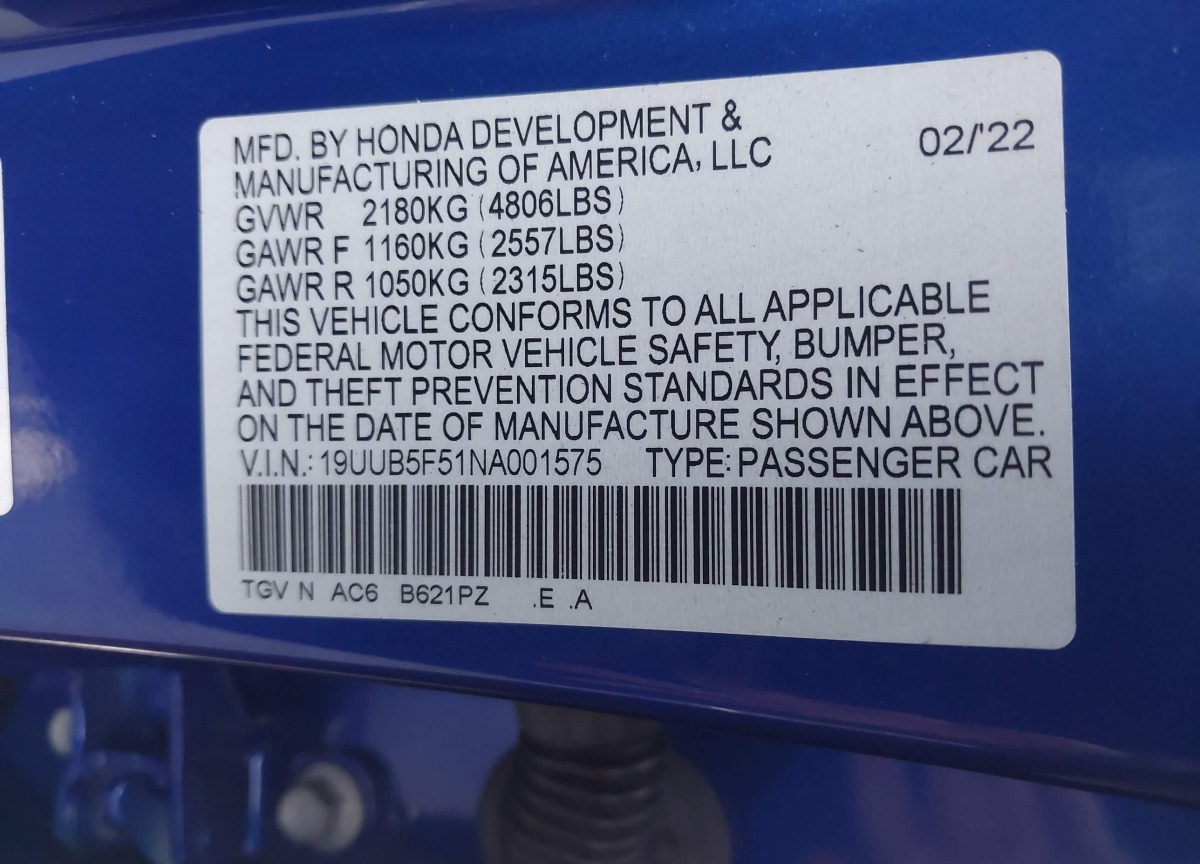 MFD. BY HONDA DEVELOPMENT &
MANUFACTURING OF AMERICA, LLC
02/'22
GVWR 2180KG (4806LBS)
GAWR F 1160KG (2557LBS)
GAWR R 1050KG (2315LBS)
THIS VEHICLE CONFORMS TO ALL APPLICABLE
FEDERAL MOTOR VEHICLE SAFETY, BUMPER,
AND THEFT PREVENTION STANDARDS IN EFFECT
ON THE DATE OF MANUFACTURE SHOWN ABOVE.
V.I.N.: 19UUB5F51NA001575 TYPE: PASSENGER CAR
TGV N AC6 B621PZ .E .A